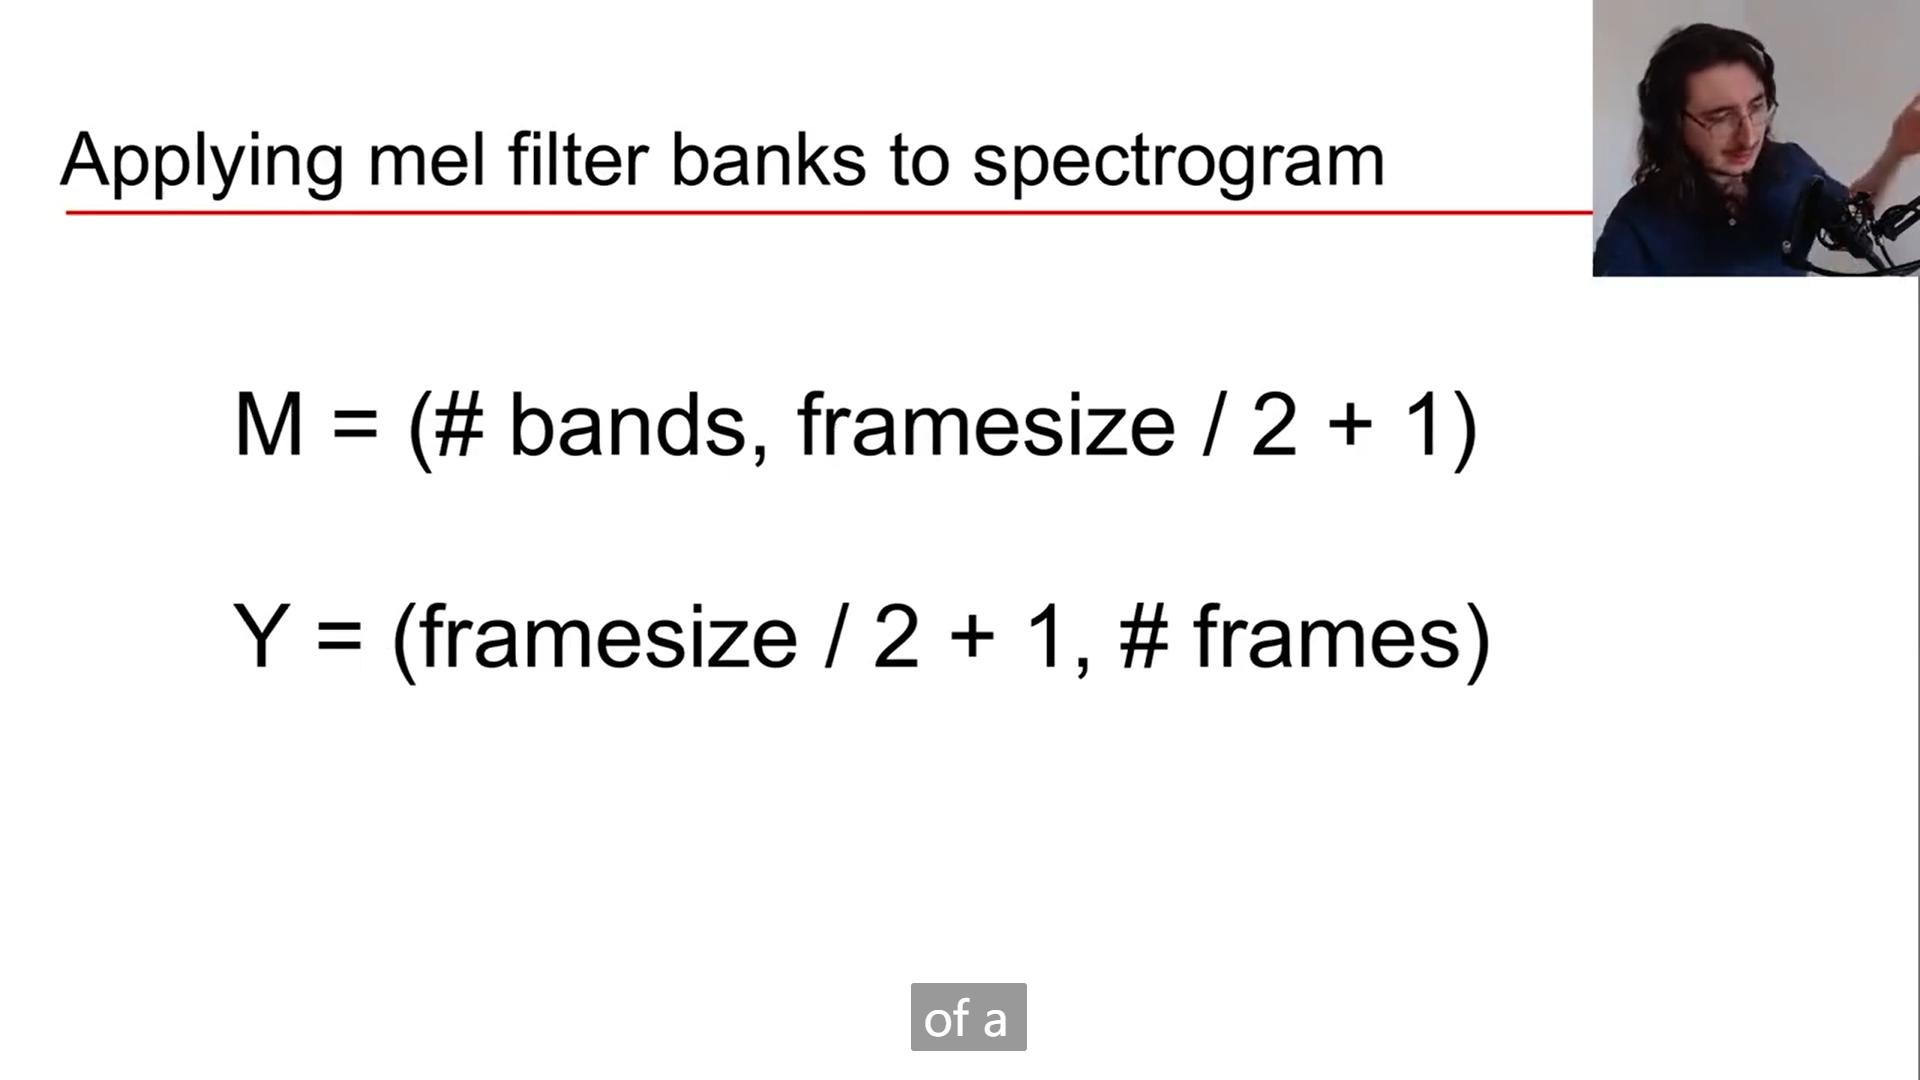 Applying mel filter banks to spectrogram
M = (# bands, framesize / 2 + 1)
Y = (framesize / 2 + 1, # frames)
of a